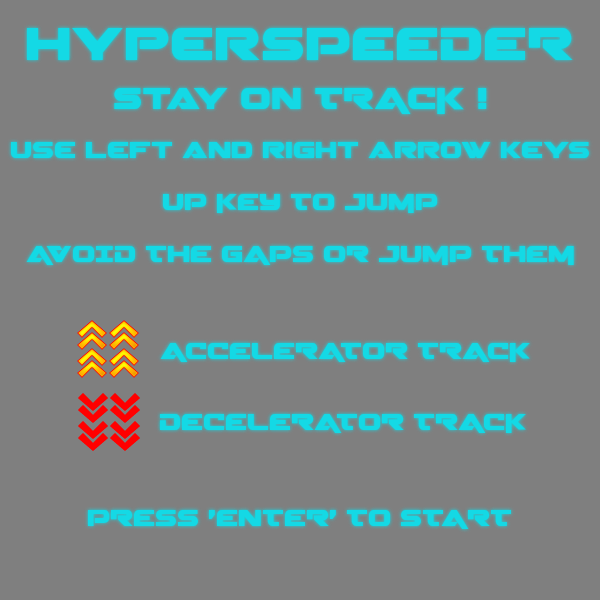 HYPERSPEEDER
STAY ON TRACK !
USE LEFT AND RIGHT ARROW KEYS
UP KEY TO JUMP
AVOID THE GAPS OR JUMP THEM
ACCELERATOR TRACK
DECELERATOR TRACK
PRESS 'ENTER' TO START